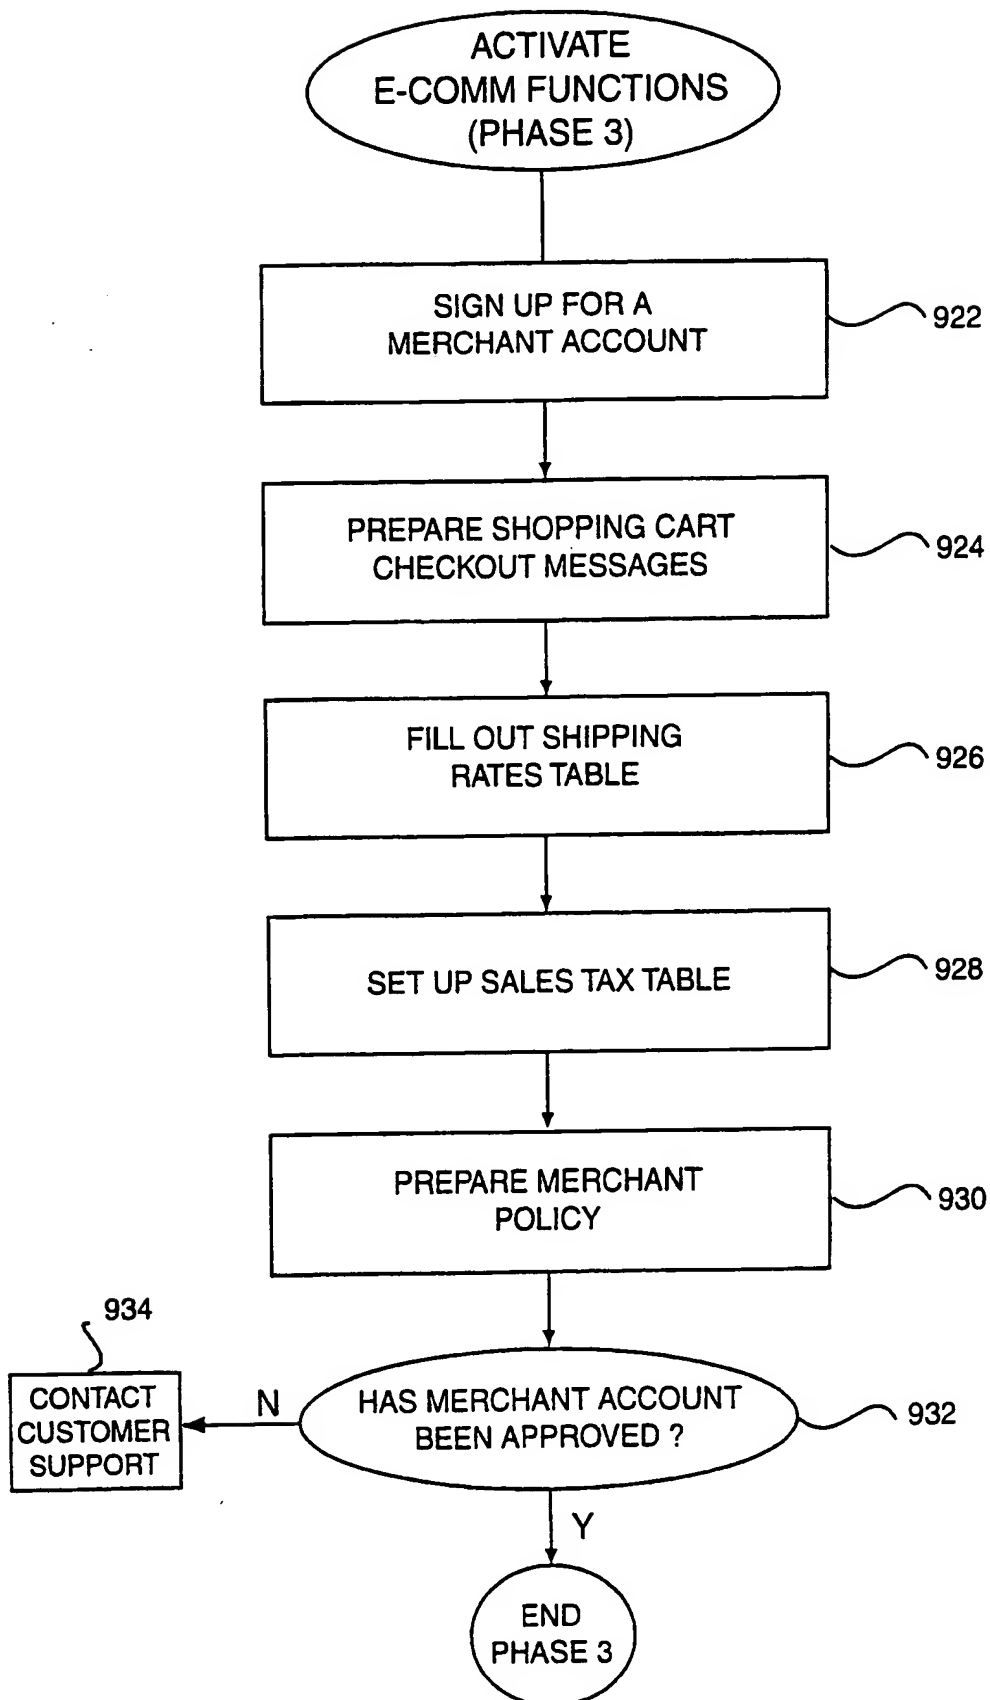 ACTIVATE
E-COMM FUNCTIONS
(PHASE 3)
SIGN UP FOR A
MERCHANT ACCOUNT
922
PREPARE SHOPPING CART
CHECKOUT MESSAGES
924
FILL OUT SHIPPING
RATES TABLE
926
SET UP SALES TAX TABLE
928
PREPARE MERCHANT
POLICY
930
934
CONTACT
CUSTOMER
SUPPORT
N
HAS MERCHANT ACCOUNT
BEEN APPROVED ?
932
Y
END
PHASE 3